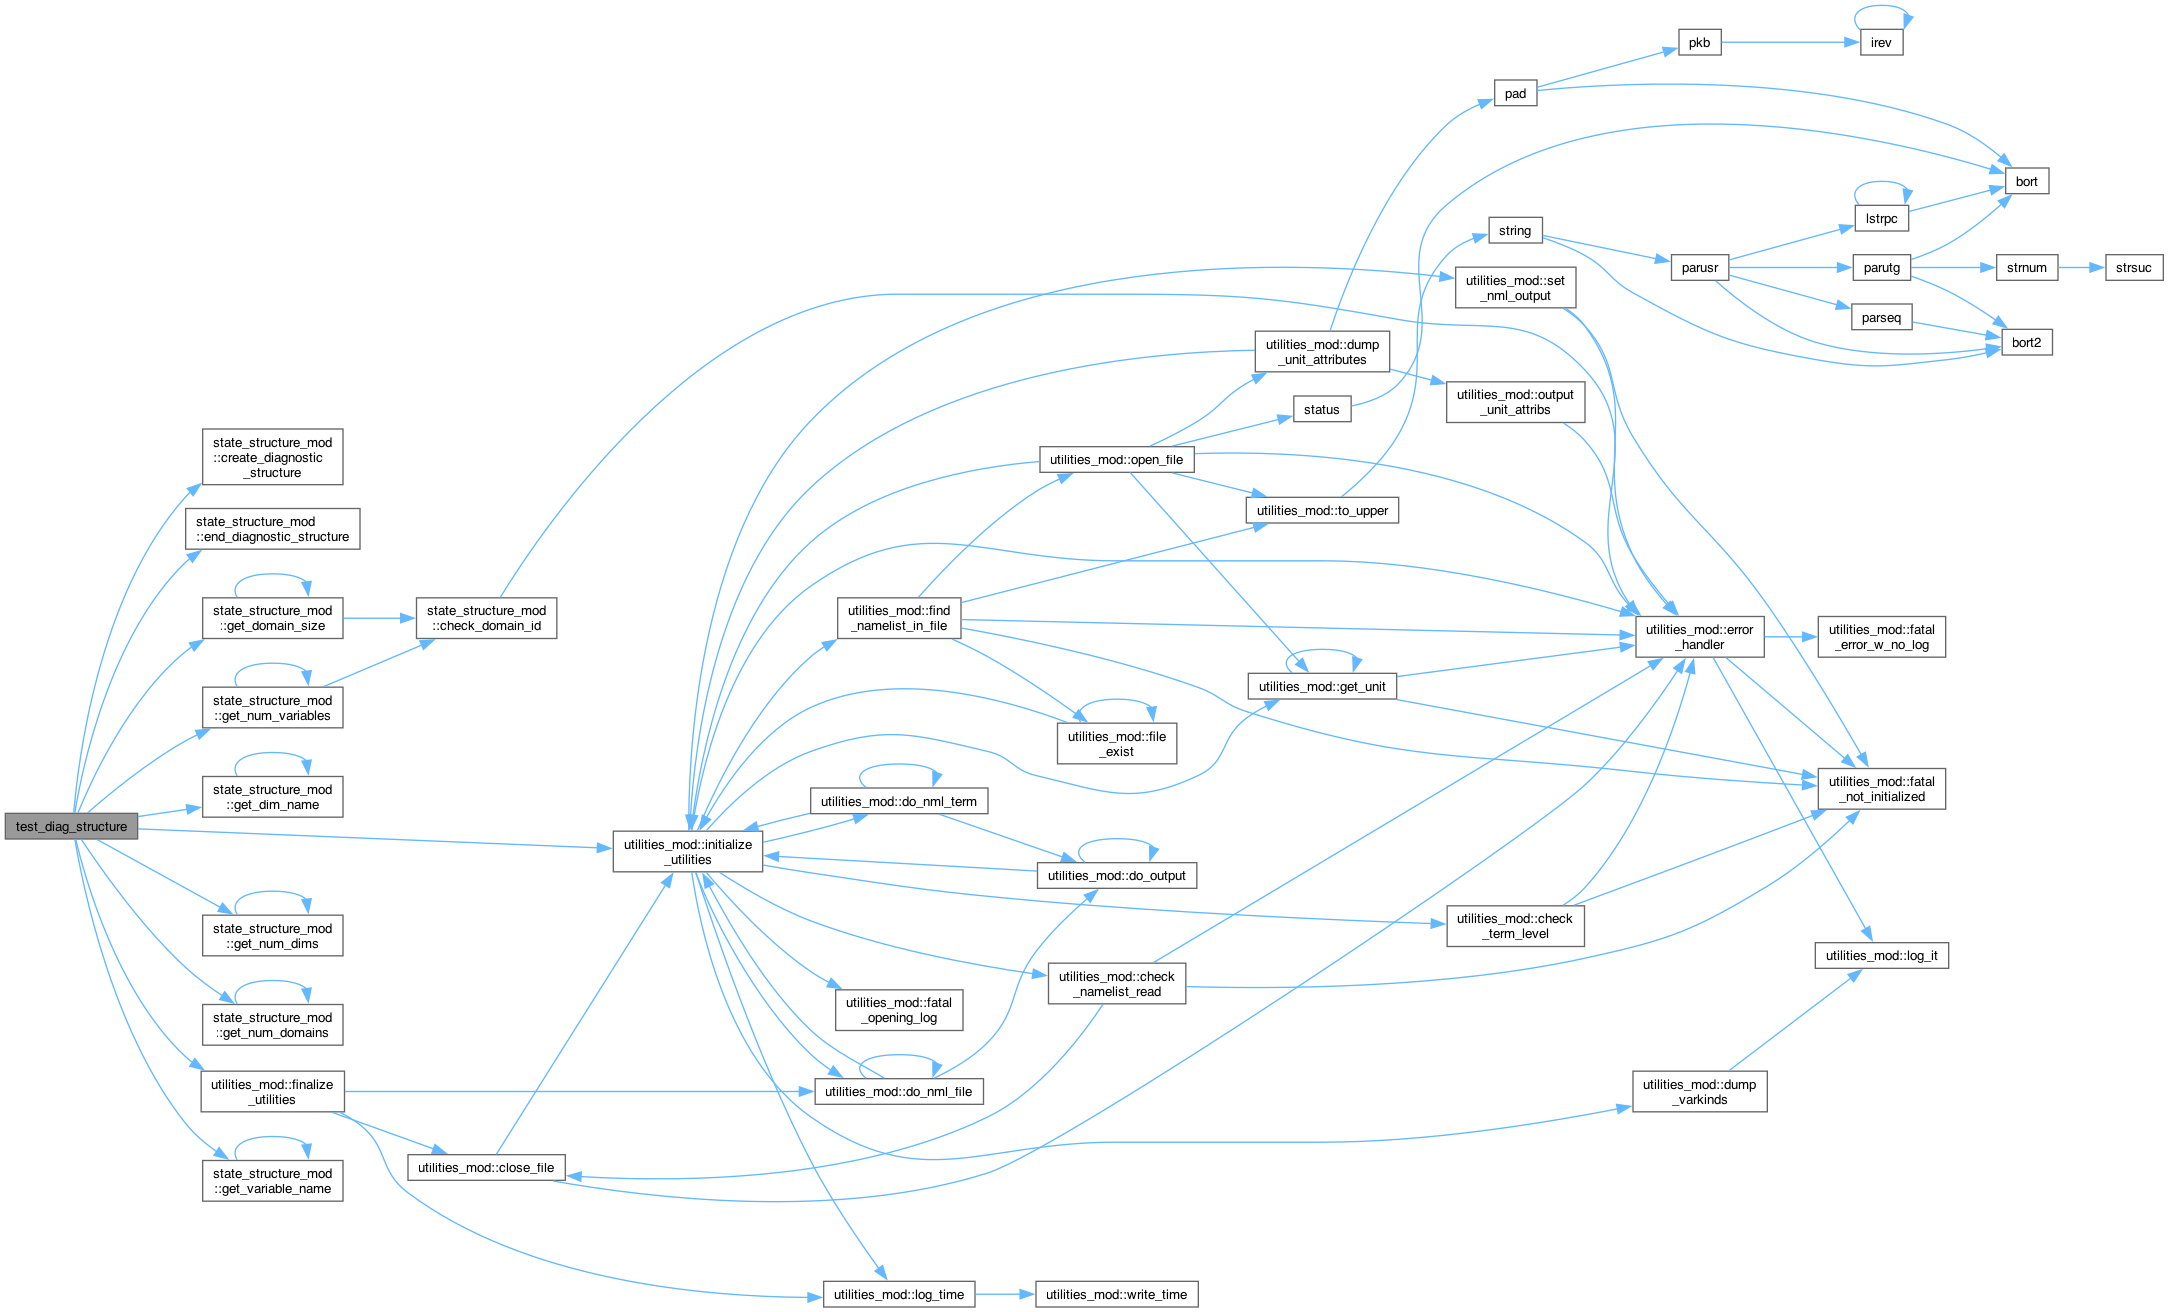 test_diag_structure
state_structure_mod
::create_diagnostic
_structure
state_structure_mod
::end_diagnostic_structure
state_structure_mod
::get_domain_size
state_structure_mod
::get_num_variables
state_structure_mod
::get_dim_name
state_structure_mod
::get_num_dims
state_structure_mod
::get_num_domains
utilities_mod::finalize
_utilities
state_structure_mod
::get_variable_name
state_structure_mod
::check_domain_id
utilities_mod::close_file
utilities_mod::initialize
_utilities
utilities_mod::find
_namelist_in_file
utilities_mod::do_nml_term
utilities_mod::fatal
_opening_log
utilities_mod::do_nml_file
utilities_mod::log_time
utilities_mod::open_file
utilities_mod::file
_exist
utilities_mod::do_output
utilities_mod::check
_namelist_read
utilities_mod::write_time
utilities_mod::dump
_unit_attributes
status
utilities_mod::to_upper
utilities_mod::get_unit
pad
string
utilities_mod::set
_nml_output
utilities_mod::output
_unit_attribs
utilities_mod::check
_term_level
pkb
parusr
utilities_mod::error
_handler
utilities_mod::dump
_varkinds
irev
lstrpc
parutg
parseq
utilities_mod::fatal
_error_w_no_log
utilities_mod::fatal
_not_initialized
utilities_mod::log_it
bort
strnum
bort2
strsuc